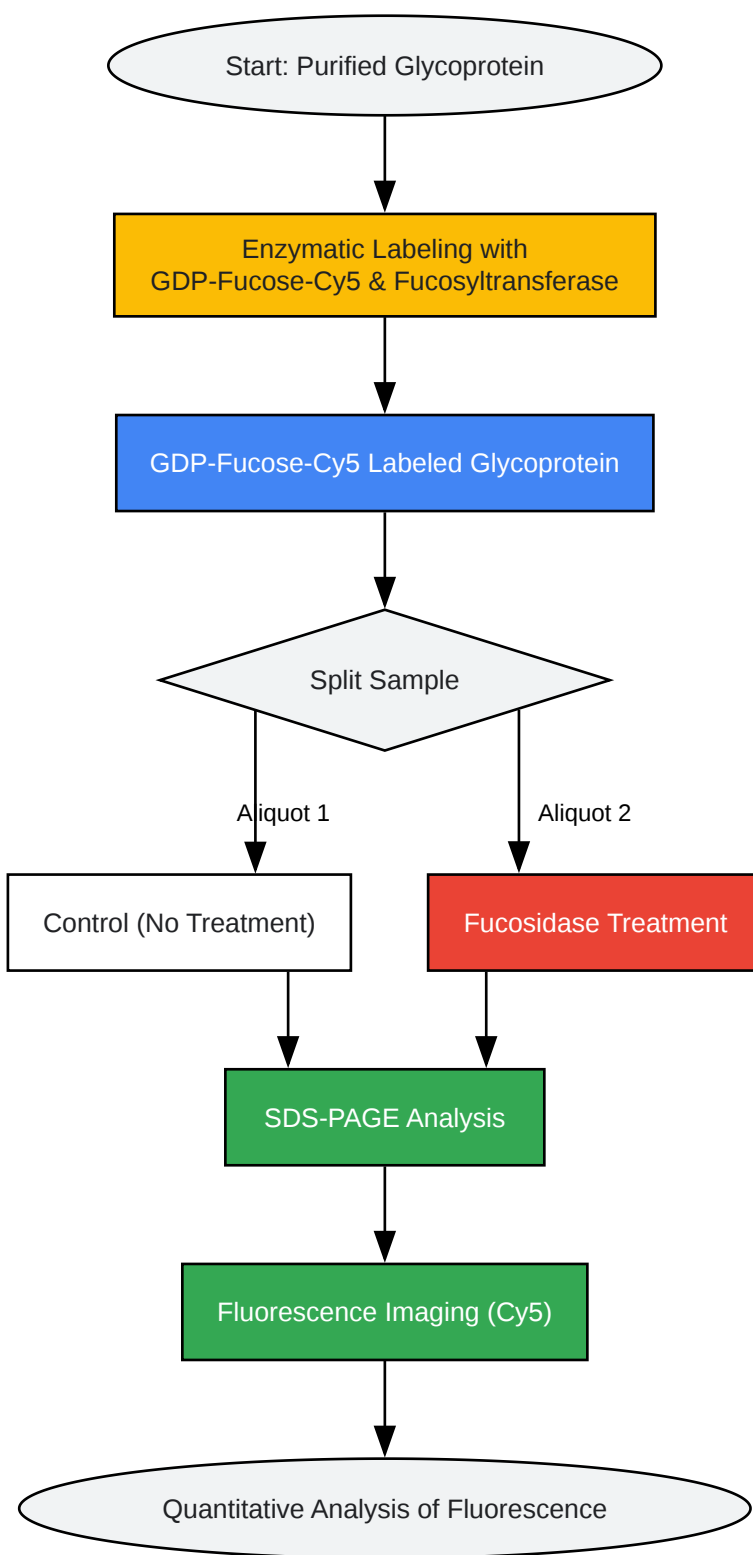 Start: Purified Glycoprotein
Enzymatic Labeling with
GDP-Fucose-Cy5 & Fucosyltransferase
GDP-Fucose-Cy5 Labeled Glycoprotein
Split Sample
Aliquot 1
Aliquot 2
Control (No Treatment)
Fucosidase Treatment
SDS-PAGE Analysis
Fluorescence Imaging (Cy5)
Quantitative Analysis of Fluorescence